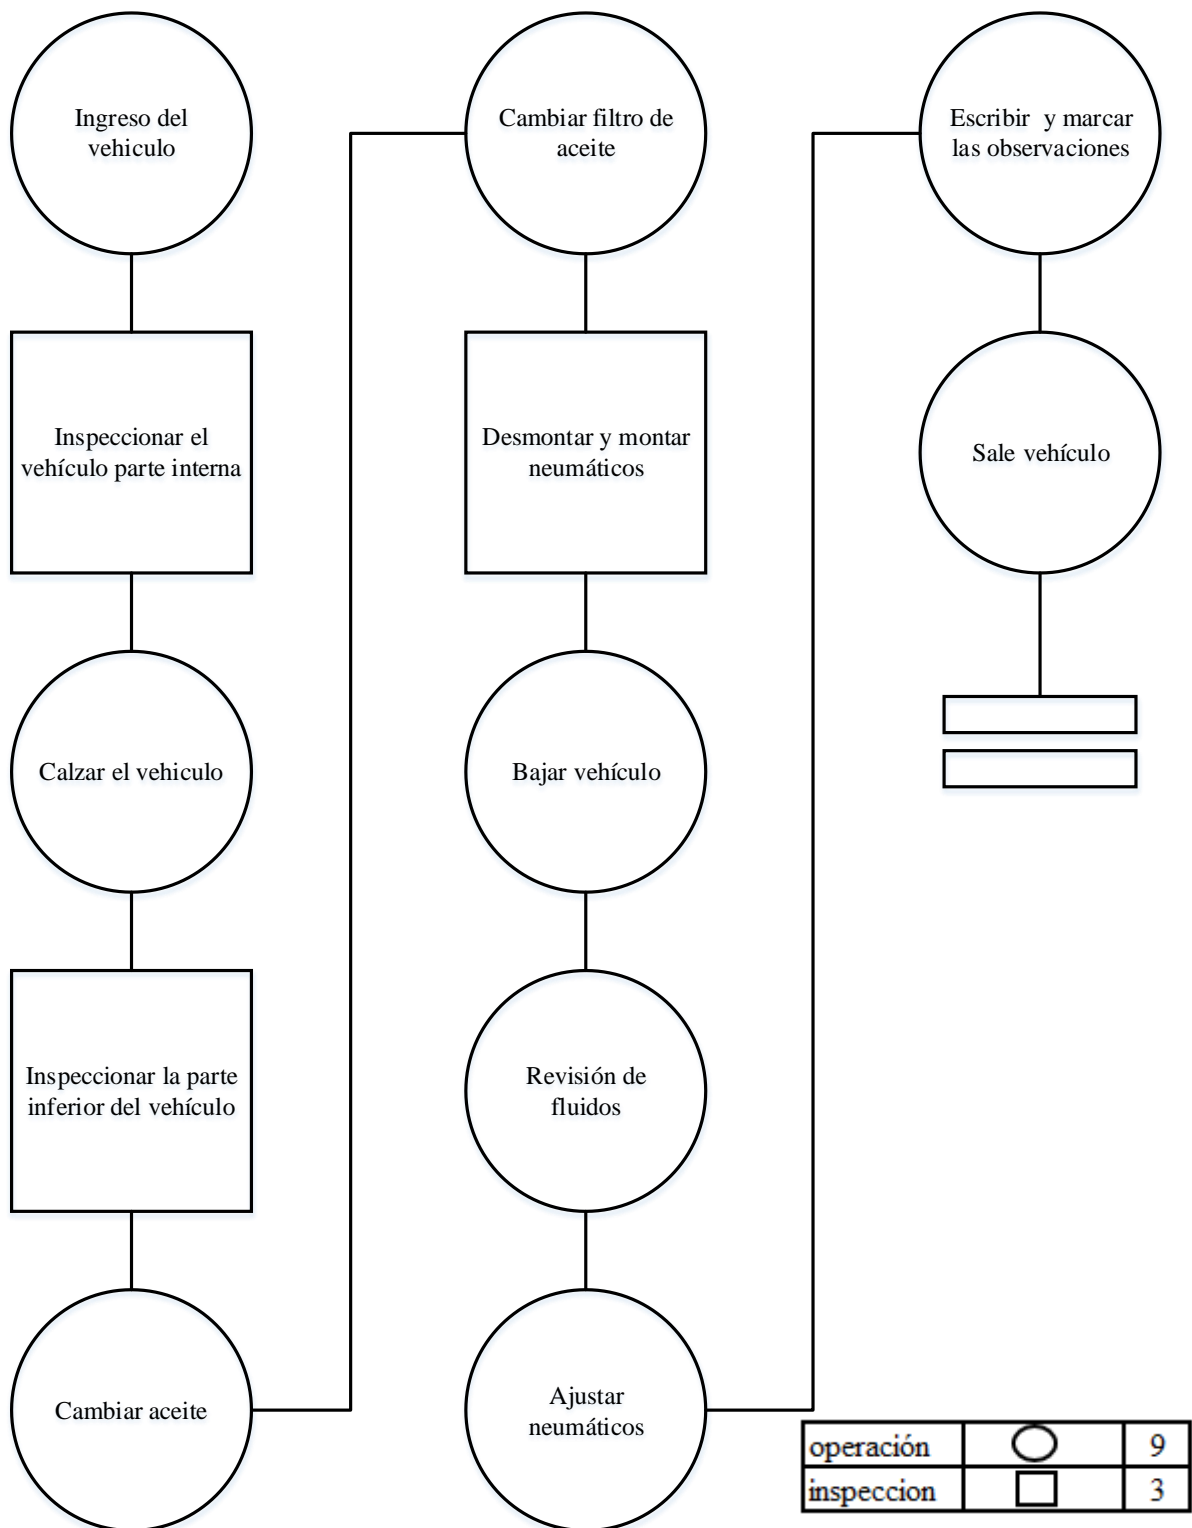 Ingreso del
vehiculo
Inspeccionar el
vehículo parte interna
Calzar el vehiculo
Inspeccionar la parte
inferior del vehículo
Cambiar aceite
Cambiar filtro de
aceite
Desmontar y montar
neumáticos
Bajar vehículo
Revisión de
fluidos
Ajustar
neumáticos
Escribir y marcar
las observaciones
Sale vehículo
operación 9
inspeccion 3